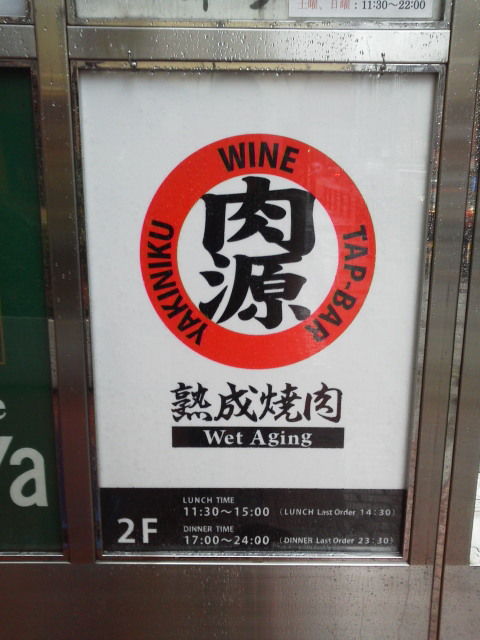 土曜、日曜：11:30～22:00
WINE
YAKINIKU
TAP-BAR
肉源
熟成焼肉
Wet Aging
2F
LUNCH TIME
11:30～15:00 (LUNCH Last Order 14:30)
DINNER TIME
17:00～24:00 (DINNER Last Order 23:30)